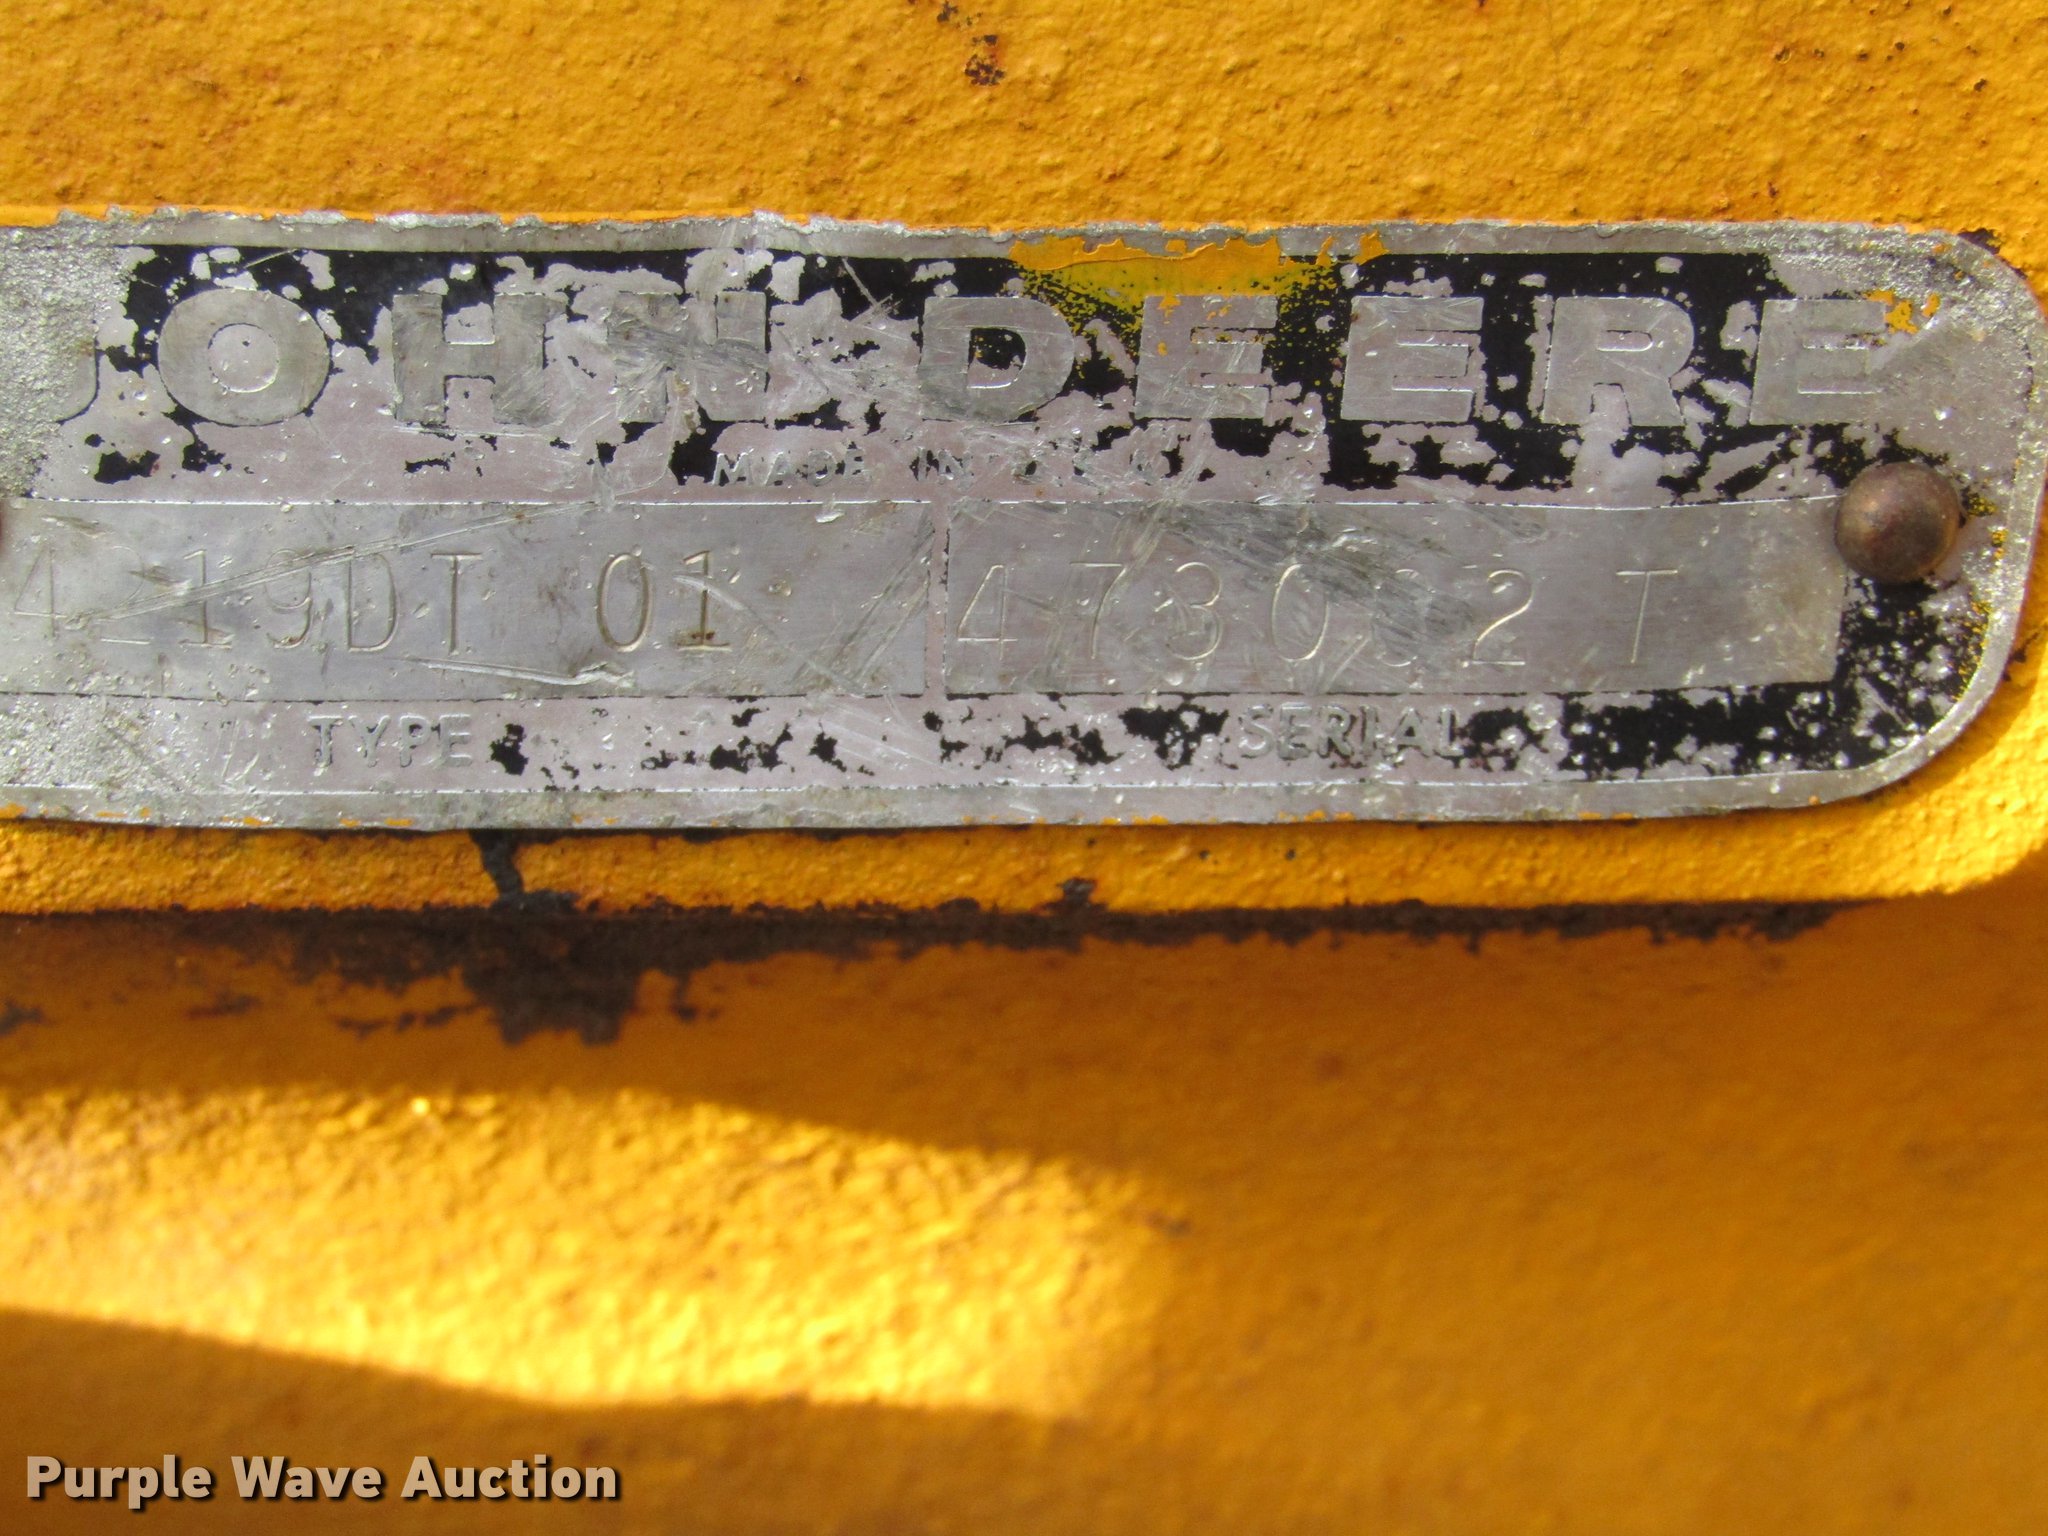 JOHN DEERE
MADE IN U.S.A.
4219DT 01
T
TYPE SERIAL
Purple Wave Auction